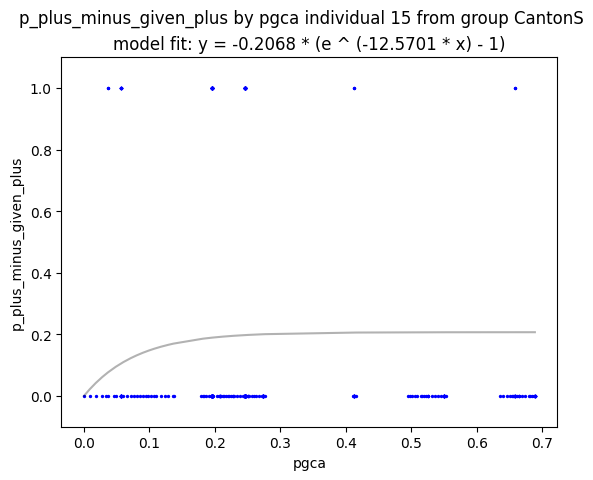 p_plus_minus_given_plus by pgca individual 15 from group CantonS
model fit: y = -0.2068 * (e ^ (-12.5701 * x) - 1)
p_plus_minus_given_plus
1.0
0.8
0.6
0.4
0.2
0.0
0.0 0.1 0.2 0.3 0.4 0.5 0.6 0.7
pgca